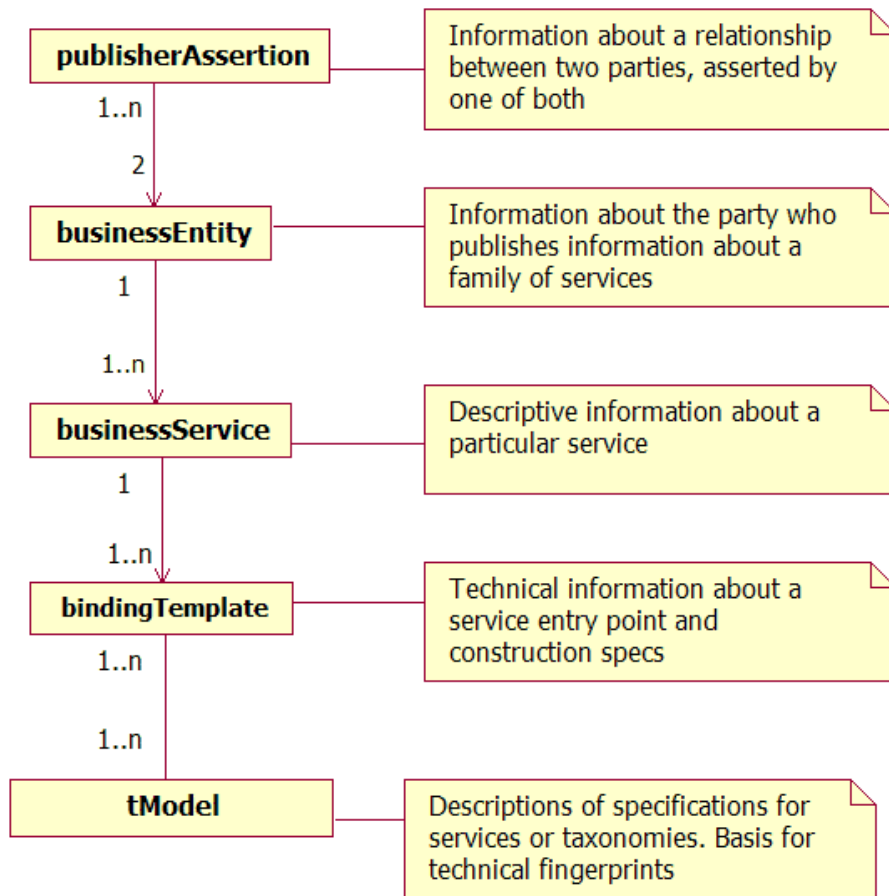 publisherAssertion
Information about a relationship
between two parties, asserted by
one of both
1..n
2
businessEntity
Information about the party who
publishes information about a
family of services
1
1..n
businessService
Descriptive information about a
particular service
1
1..n
bindingTemplate
Technical information about a
service entry point and
construction specs
1..n
1..n
tModel
Descriptions of specifications for
services or taxonomies. Basis for
technical fingerprints